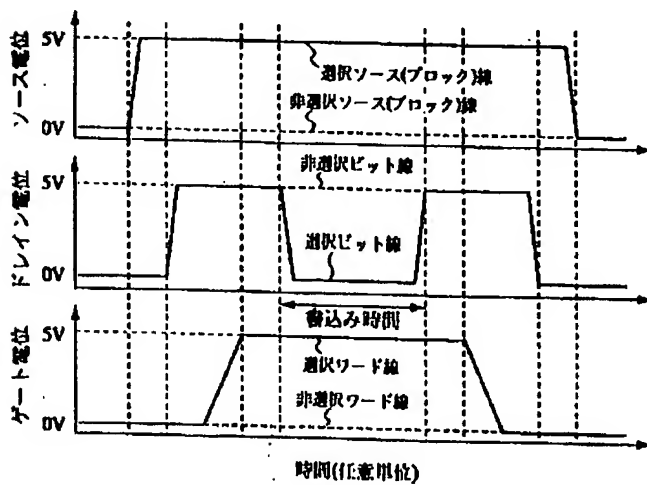 ソース電位
5V
0V
選択ソース(ブロック)線
非選択ソース(ブロック)線
ドレイン電位
5V
0V
非選択ビット線
選択ビット線
書込み時間
ゲート電位
5V
0V
選択ワード線
非選択ワード線
時間(任意単位)